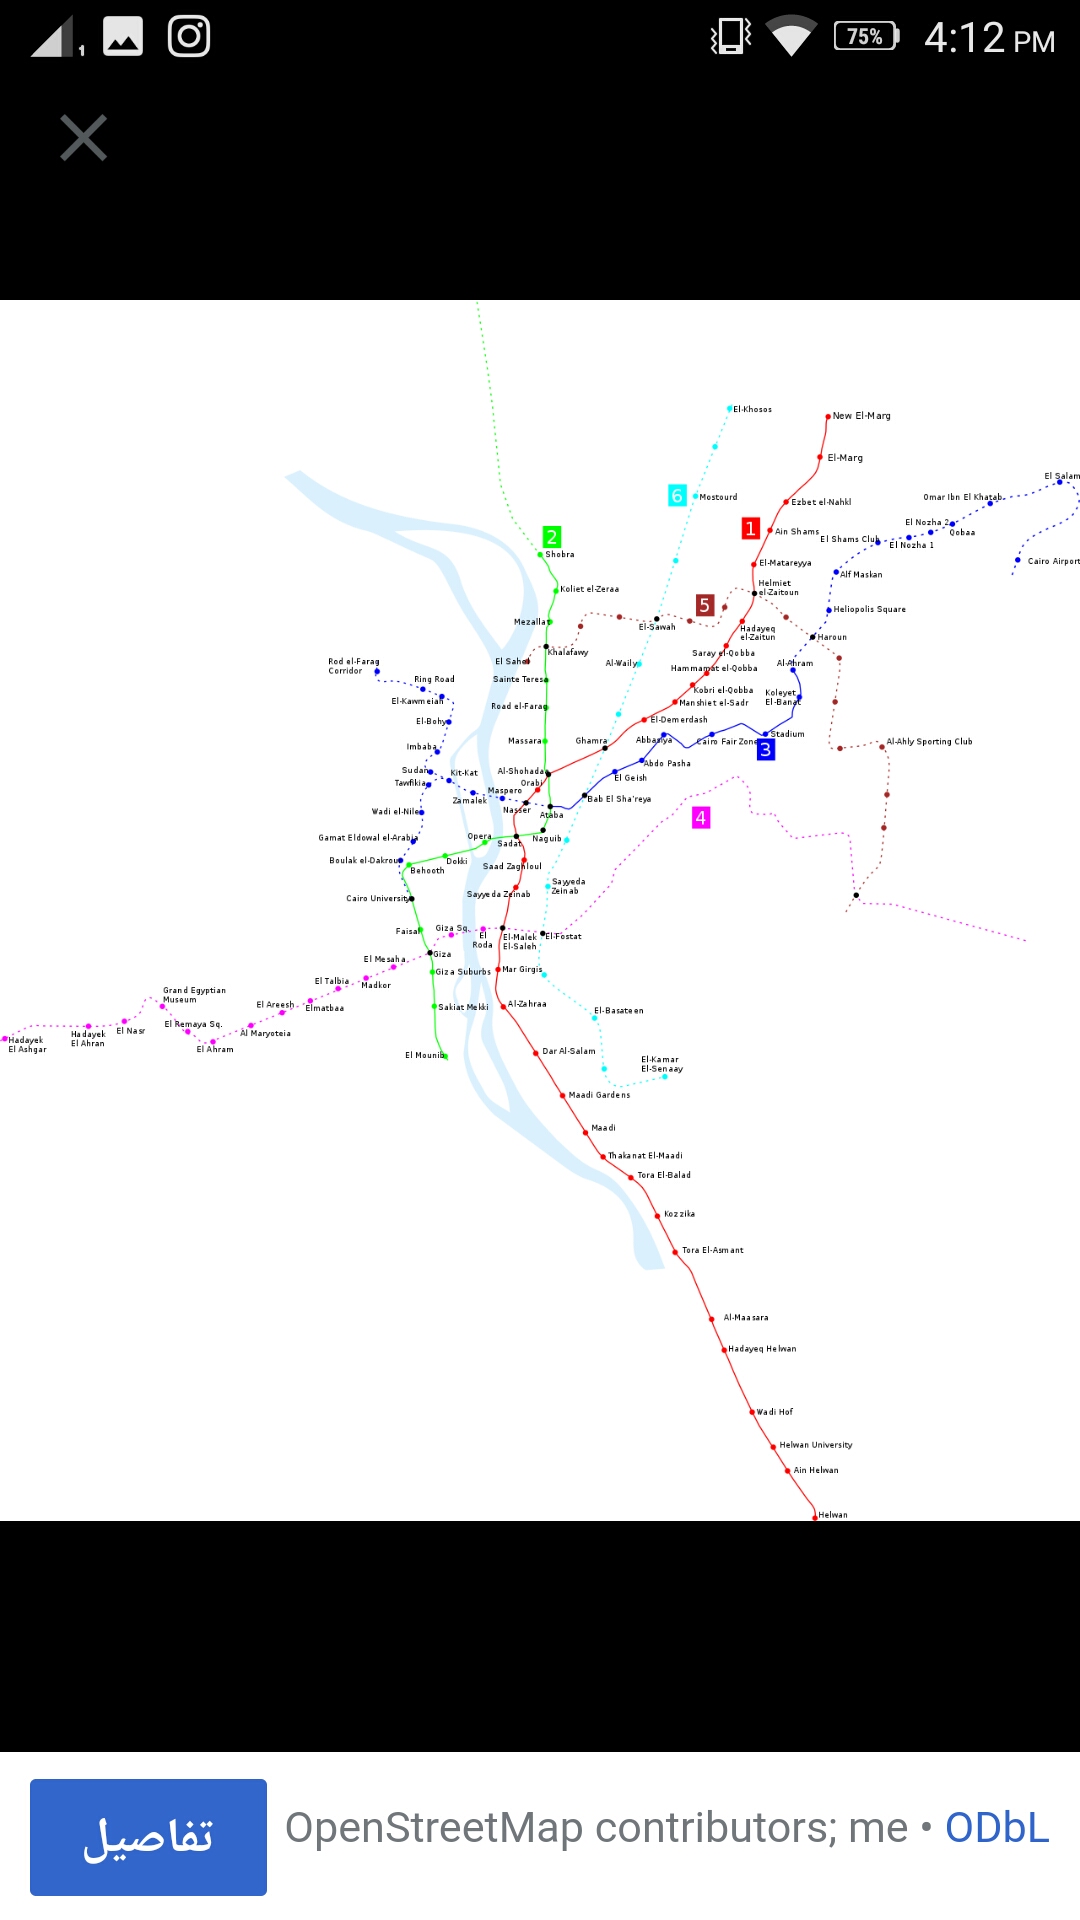 1
75%
4:12 PM
El-Khosos
New El-Marg
El-Marg
El Salam
6
Mostourd
Omar Ibn El Khatab
Ezbet el-Nahkl
1
Ain Shams
El Nozha 2
Qobaa
El Shams Club
El Nozha 1
2
Shobra
Cairo Airport
El-Matareyya
Alf Maskan
Helmiet
el-Zaitoun
Koliet el-Zeraa
5
Heliopolis Square
Mezallat
El-Sawah
Hadayeq
el-Zaitun
Haroun
Khalafawy
Saray el-Qobba
El Sahel
Al-Waily
Al-Ahram
Rod el-Farag
Corridor
Hammamat el-Qobba
Ring Road
Sainte Teresa
Kobri el-Qobba
Koleyet
El-Banat
El-Kawmeiah
Road el-Farag
Manshiet el-Sadr
El-Bohy
El-Demerdash
Stadium
Massara
Ghamra
Abbasiya
Cairo Fair Zone
3
Al-Ahly Sporting Club
Imbaba
Abdo Pasha
Sudan
Kit-Kat
Al-Shohadaa
El Geish
Tawfikia
Orabi
Maspero
Zamalek
Bab El Sha'reya
Wadi el-Nile
Nasser
Ataba
4
Gamat Eldowal el-Arabia
Opera
Sadat
Naguib
Boulak el-Dakrour
Dokki
Saad Zaghloul
Behooth
Sayyeda
Zeinab
Sayyeda Zeinab
Cairo University
Faisal
Giza Sq.
El
Roda
El-Malek
El-Saleh
El-Fostat
Giza
El Mesaha
Giza Suburbs
Mar Girgis
El Talbia
Madkor
Grand Egyptian
Museum
El Areesh
Elmatbaa
Sakiat Mekki
Al-Zahraa
El-Basateen
El Remaya Sq.
Al Maryoteia
El Nasr
Hadayek
El Ahran
Hadayek
El Ashgar
El Ahram
El Mounib
Dar Al-Salam
El-Kamar
El-Senaay
Maadi Gardens
Maadi
Thakanat El-Maadi
Tora El-Balad
Kozzika
Tora El-Asmant
Al-Maasara
Hadayeq Helwan
Wadi Hof
Helwan University
Ain Helwan
Helwan
تفاصيل
OpenStreetMap contributors; me • ODbL